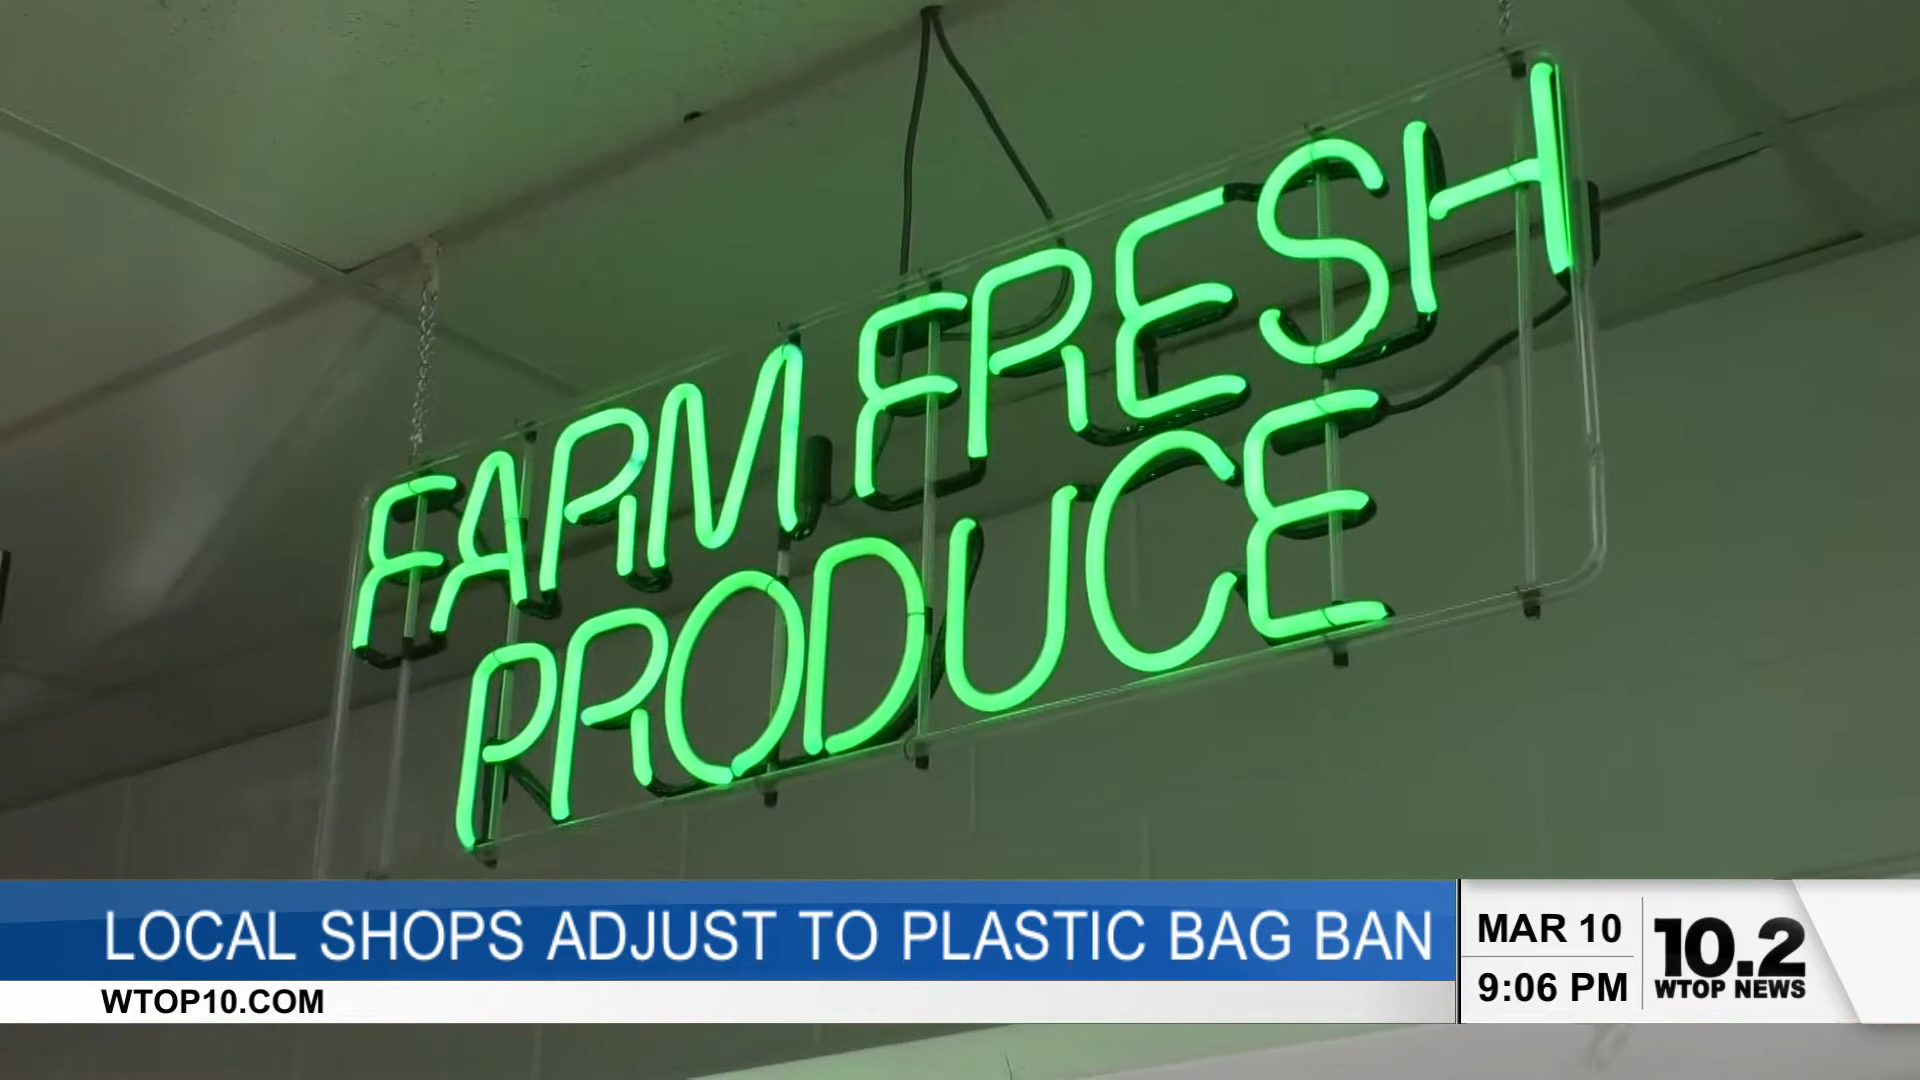 FARM FRESH
PRODUCE
LOCAL SHOPS ADJUST TO PLASTIC BAG BAN
WTOP10.COM
MAR 10
9:06 PM
10.2
WTOP NEWS